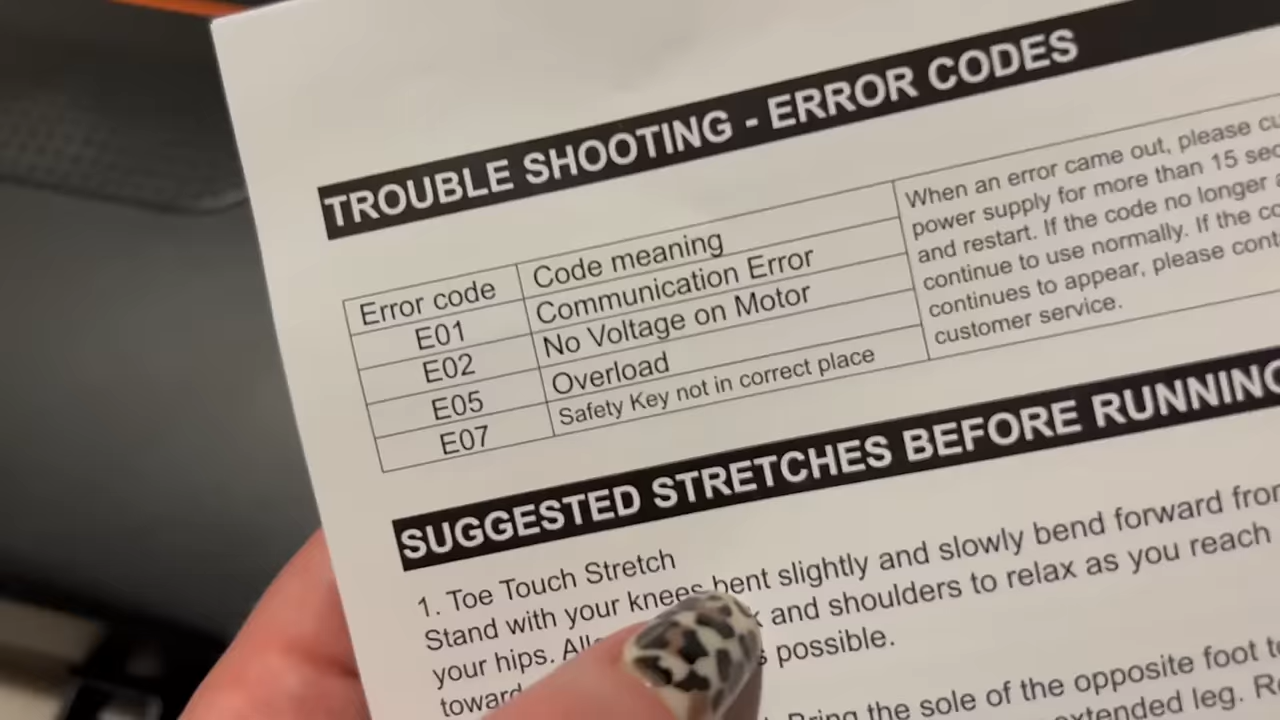 TROUBLE SHOOTING - ERROR CODES
Error code Code meaning
E01 Communication Error
E02 No Voltage on Motor
E05 Overload
E07 Safety Key not in correct place
When an error came out, please
power supply for more than 15
and restart. If the code no longer
continue to use normally. If the
continues to appear, please
customer service.
SUGGESTED STRETCHES BEFORE RUNNING
1. Toe Touch Stretch
Stand with your knees bent slightly and slowly bend forward from
your hips. and shoulders to relax as you reach
toward possible.
Bring the sole of the opposite foot
extended leg.